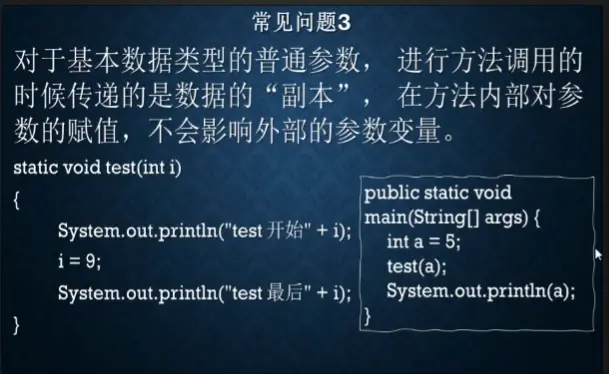 常见问题3
对于基本数据类型的普通参数， 进行方法调用的
时候传递的是数据的“副本”， 在方法内部对参
数的赋值，不会影响外部的参数变量。
static void test(int i)
{
System.out.println("test 开始" + i);
i = 9;
System.out.println("test 最后" + i);
}
public static void
main(String[] args) {
int a = 5;
test(a);
System.out.println(a);
}